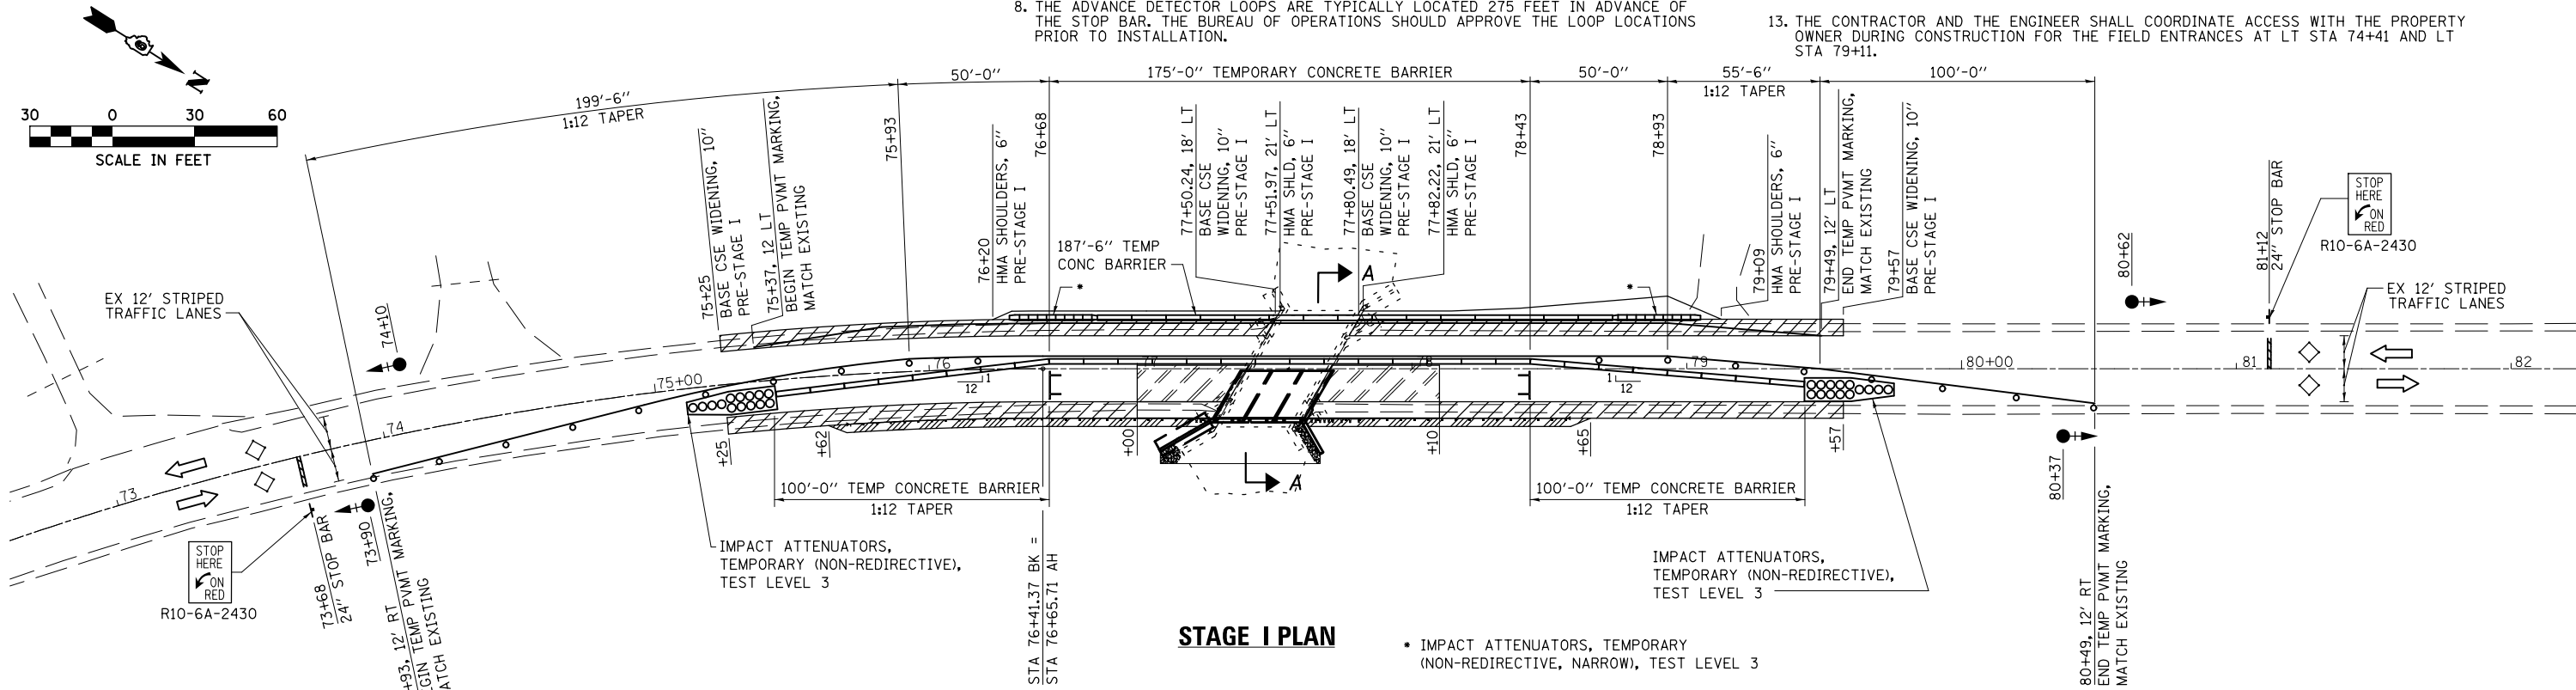 8. THE ADVANCE DETECTOR LOOPS ARE TYPICALLY LOCATED 275 FEET IN ADVANCE OF
THE STOP BAR. THE BUREAU OF OPERATIONS SHOULD APPROVE THE LOOP LOCATIONS
PRIOR TO INSTALLATION.
13. THE CONTRACTOR AND THE ENGINEER SHALL COORDINATE ACCESS WITH THE PROPERTY
OWNER DURING CONSTRUCTION FOR THE FIELD ENTRANCES AT LT STA 74+41 AND LT
STA 79+11.
N
30 0 30 60
SCALE IN FEET
199'-6"
1:12 TAPER
50'-0"
175'-0" TEMPORARY CONCRETE BARRIER
50'-0"
55'-6"
1:12 TAPER
100'-0"
75+25
BASE CSE WIDENING, 10"
PRE-STAGE I
75+37, 12 LT
BEGIN TEMP PVMT MARKING,
MATCH EXISTING
75+93
76+20
HMA SHOULDERS, 6"
PRE-STAGE I
76+68
187'-6" TEMP
CONC BARRIER
*
77+50.24, 18' LT
BASE CSE
WIDENING, 10"
PRE-STAGE I
77+51.97, 21' LT
HMA SHLD, 6"
PRE-STAGE I
77+80.49, 18' LT
BASE CSE
WIDENING, 10"
PRE-STAGE I
77+82.22, 21' LT
HMA SHLD, 6"
PRE-STAGE I
78+43
*
78+93
79+09
HMA SHOULDERS, 6"
PRE-STAGE I
79+49, 12' LT
END TEMP PVMT MARKING,
MATCH EXISTING
79+57
BASE CSE WIDENING, 10"
PRE-STAGE I
80+62
81+12
24" STOP BAR
STOP
HERE
ON
RED
R10-6A-2430
EX 12' STRIPED
TRAFFIC LANES
EX 12' STRIPED
TRAFFIC LANES
74+10
A
73
74
75+00
76
77
78
79
80+00
81
82
1
12
1
12
+25
+62
+00
+10
+65
+57
A
100'-0" TEMP CONCRETE BARRIER
1:12 TAPER
100'-0" TEMP CONCRETE BARRIER
1:12 TAPER
80+37
STOP
HERE
ON
RED
R10-6A-2430
73+68
24" STOP BAR
73+90
+93, 12' RT
TEMP PVMT MARKING,
EXISTING
IMPACT ATTENUATORS,
TEMPORARY (NON-REDIRECTIVE),
TEST LEVEL 3
STA 76+41.37 BK =
STA 76+65.71 AH
IMPACT ATTENUATORS,
TEMPORARY (NON-REDIRECTIVE),
TEST LEVEL 3
80+49, 12' RT
END TEMP PVMT MARKING,
MATCH EXISTING
STAGE I PLAN
* IMPACT ATTENUATORS, TEMPORARY
(NON-REDIRECTIVE, NARROW), TEST LEVEL 3